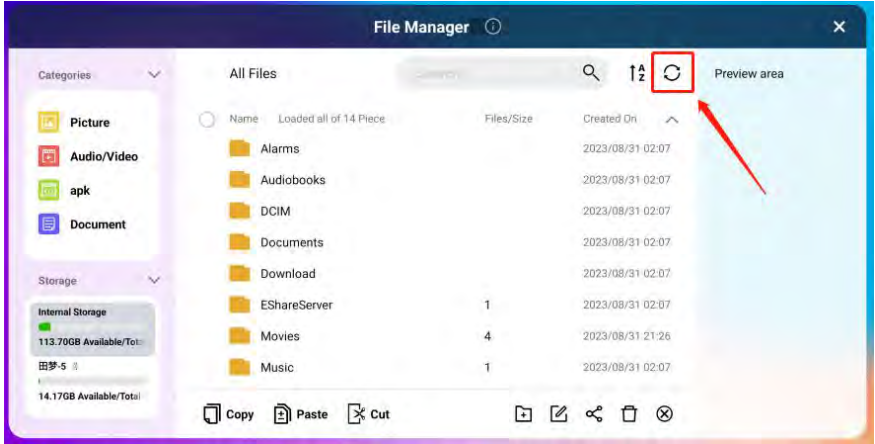 File Manager
Categories
Picture
Audio/Video
apk
Document
Storage
Internal Storage
113.70GB Available/Tot
田梦-5
14.17GB Available/Total
All Files
Name Loaded all of 14 Piece Files/Size Created On
Alarms 2023/08/31 02:07
Audiobooks 2023/08/31 02:07
DCIM 2023/08/31 02:07
Documents 2023/08/31 02:07
Download 2023/08/31 02:07
EShareServer 1 2023/08/31 02:07
Movies 4 2023/08/31 21:26
Music 1 2023/08/31 02:07
Copy Paste Cut
Preview area